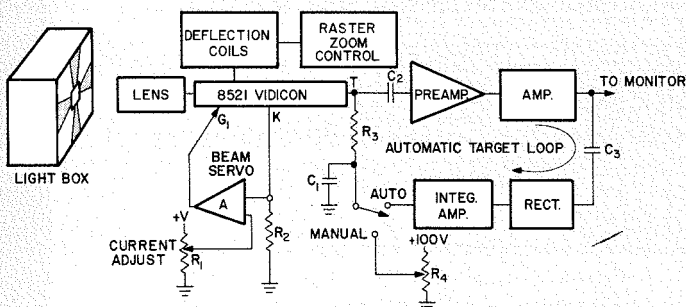 DEFLECTION
COILS
RASTER
ZOOM
CONTROL
LENS
8521 VIDICON
T
C2
PREAMP.
AMP.
TO MONITOR
G1
K
R3
AUTOMATIC TARGET LOOP
C3
LIGHT BOX
BEAM
SERVO
A
C1
AUTO
INTEG.
AMP.
RECT.
+V
R2
MANUAL
+100V
CURRENT
ADJUST
R1
R4